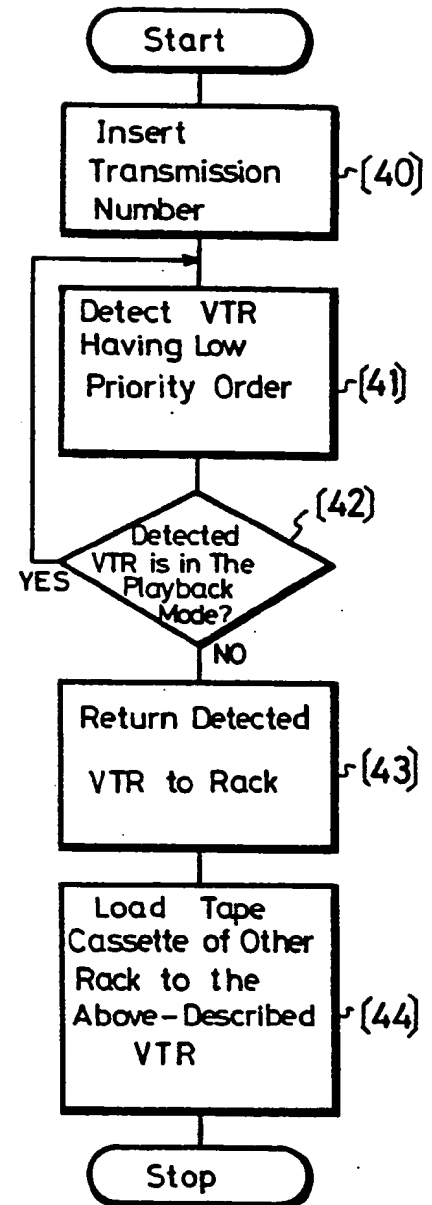 Start
Insert
Transmission
Number
[40]
Detect VTR
Having Low
Priority Order
[41]
[42]
Detected
VTR is in The
Playback
Mode?
YES
NO
Return Detected
VTR to Rack
[43]
Load Tape
Cassette of Other
Rack to the
Above-Described
VTR
[44]
Stop